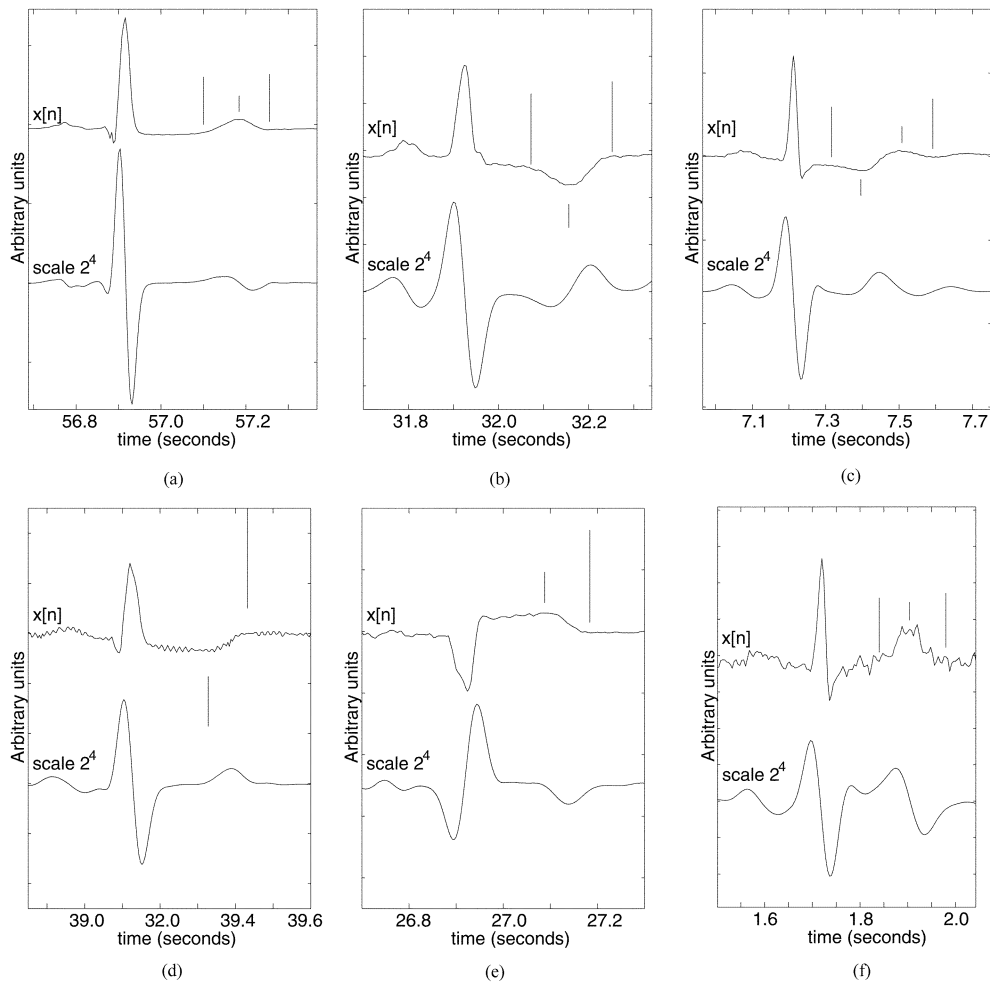 x[n]
scale 2^4
Arbitrary units
56.8 57.0 57.2
time (seconds)
(a)
x[n]
scale 2^4
Arbitrary units
31.8 32.0 32.2
time (seconds)
(b)
x[n]
scale 2^4
Arbitrary units
7.1 7.3 7.5 7.7
time (seconds)
(c)
x[n]
scale 2^4
Arbitrary units
39.0 32.0 39.4 39.6
time (seconds)
(d)
x[n]
scale 2^4
Arbitrary units
26.8 27.0 27.2
time (seconds)
(e)
x[n]
scale 2^4
Arbitrary units
1.6 1.8 2.0
time (seconds)
(f)